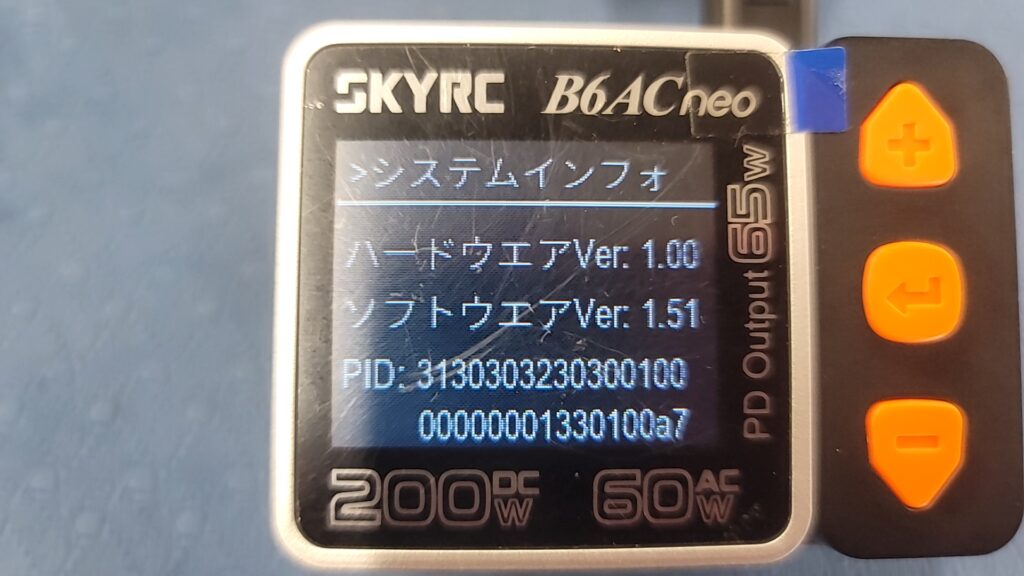 SKYRC B6ACneo
>システムインフォ
ハードウエアVer: 1.00
ソフトウエアVer: 1.51
PID: 3130303230300100
00000001330100a7
PD Output 65W
200DC W 60AC W